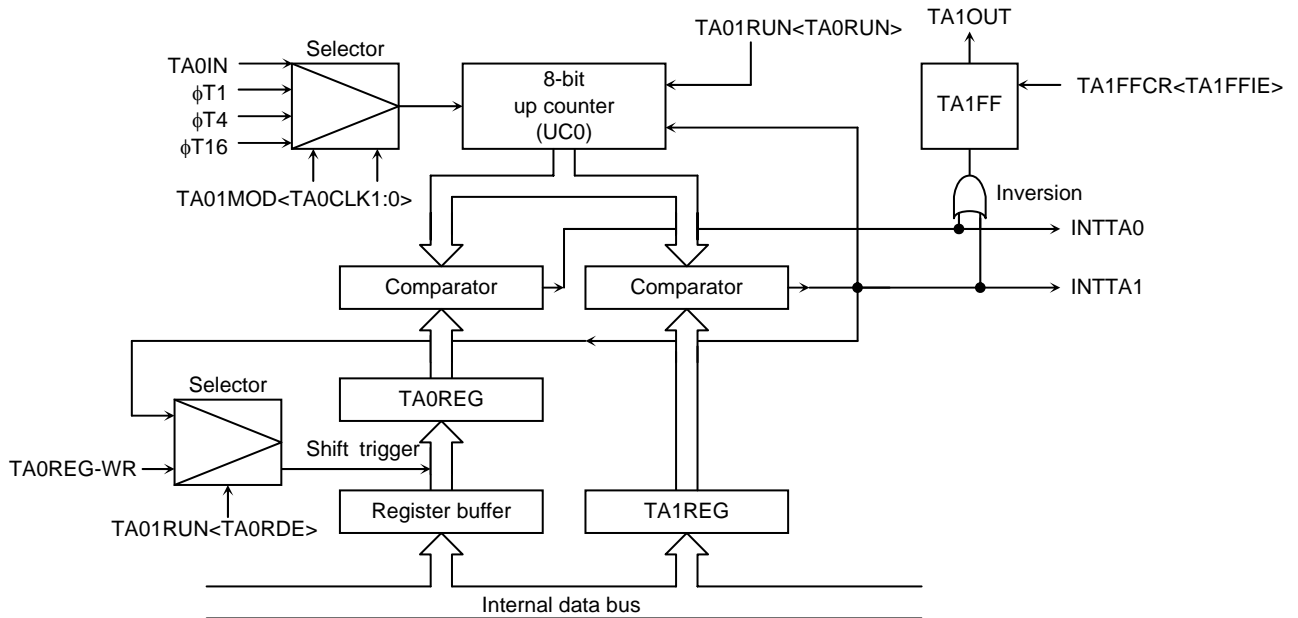 TA1OUT
TA01RUN<TA0RUN>
Selector
TA0IN
ϕT1
ϕT4
ϕT16
8-bit
up counter
(UC0)
TA1FF
TA1FFCR<TA1FFIE>
TA01MOD<TA0CLK1:0>
Inversion
INTTA0
Comparator
Comparator
INTTA1
Selector
TA0REG
Shift trigger
TA0REG-WR
Register buffer
TA1REG
TA01RUN<TA0RDE>
Internal data bus